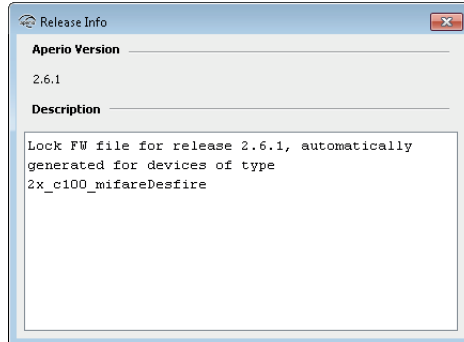 Release Info
Aperio Version
2.6.1
Description
Lock FW file for release 2.6.1, automatically
generated for devices of type
2x_c100_mifareDesfire